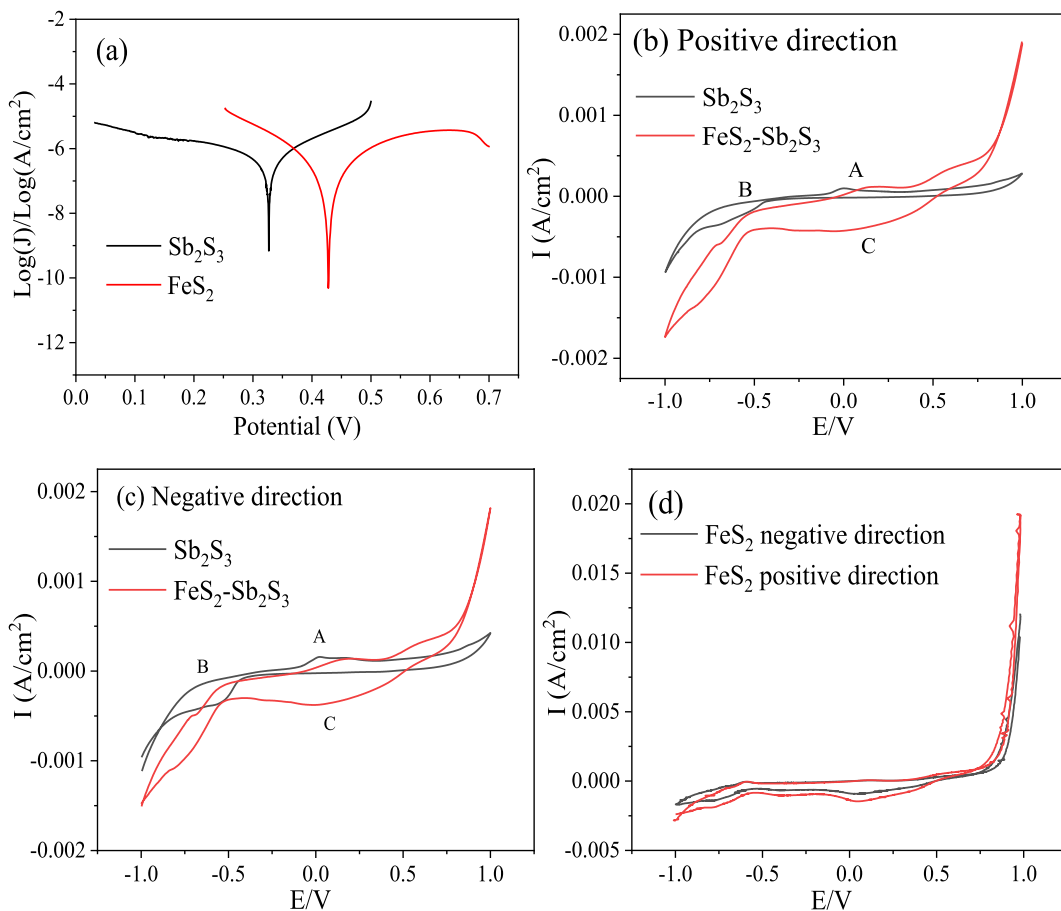 (a)
-2
-4
-6
-8
-10
-12
Log(J)/Log(A/cm²)
Sb₂S₃
FeS₂
0.0 0.1 0.2 0.3 0.4 0.5 0.6 0.7
Potential (V)
(b) Positive direction
0.002
0.001
0.000
-0.001
-0.002
I (A/cm²)
Sb₂S₃
FeS₂-Sb₂S₃
A
B
C
-1.0 -0.5 0.0 0.5 1.0
E/V
(c) Negative direction
0.002
0.001
0.000
-0.001
-0.002
I (A/cm²)
Sb₂S₃
FeS₂-Sb₂S₃
A
B
C
-1.0 -0.5 0.0 0.5 1.0
E/V
(d)
0.020
0.015
0.010
0.005
0.000
-0.005
I (A/cm²)
FeS₂ negative direction
FeS₂ positive direction
-1.0 -0.5 0.0 0.5 1.0
E/V